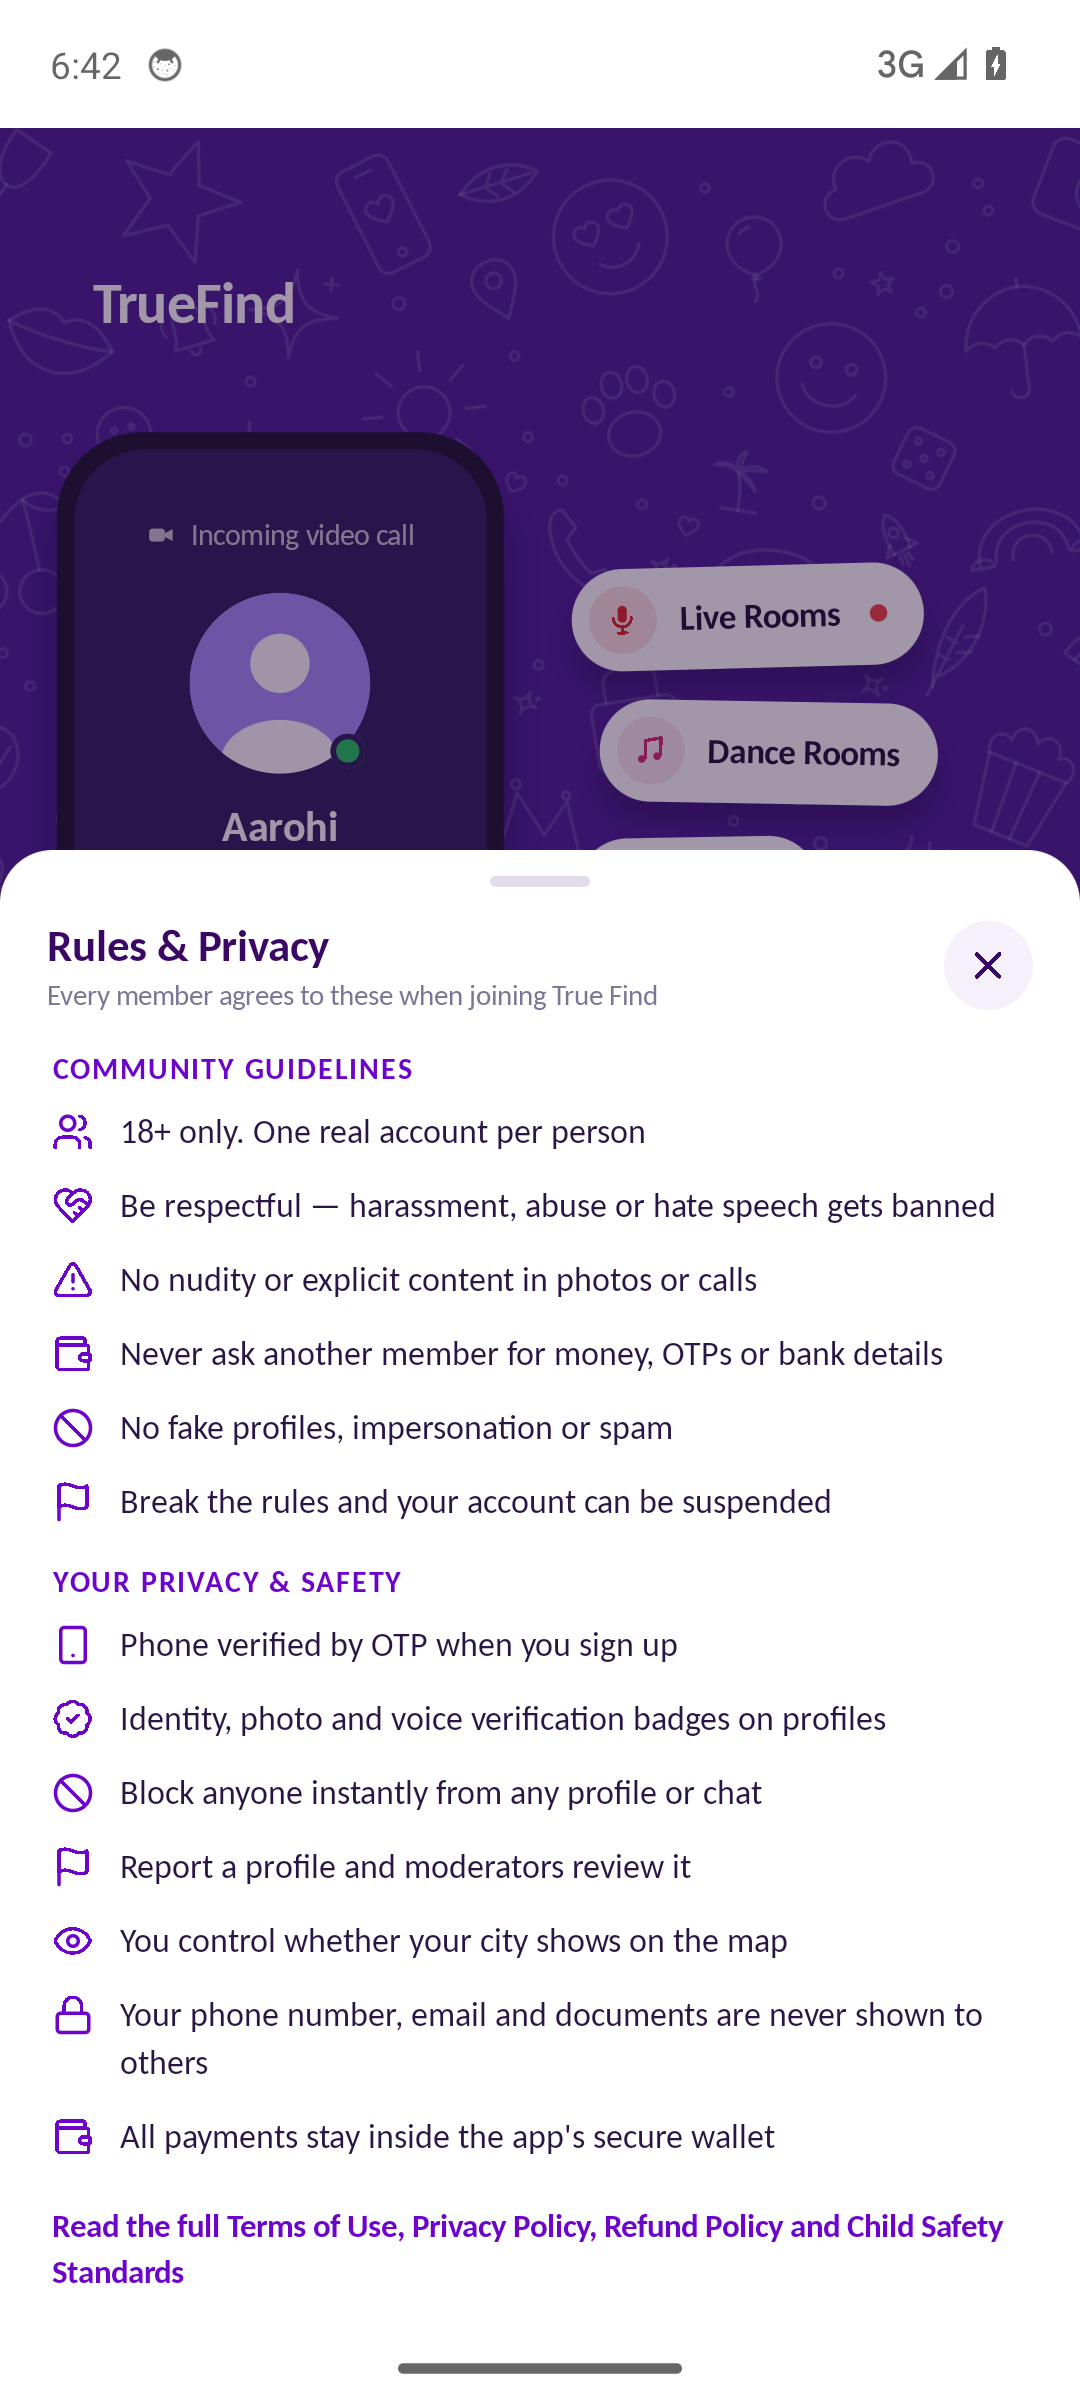 6:42
3G
TrueFind
Incoming video call
Aarohi
Live Rooms
Dance Rooms
Rules & Privacy
Every member agrees to these when joining True Find
COMMUNITY GUIDELINES
18+ only. One real account per person
Be respectful — harassment, abuse or hate speech gets banned
No nudity or explicit content in photos or calls
Never ask another member for money, OTPs or bank details
No fake profiles, impersonation or spam
Break the rules and your account can be suspended
YOUR PRIVACY & SAFETY
Phone verified by OTP when you sign up
Identity, photo and voice verification badges on profiles
Block anyone instantly from any profile or chat
Report a profile and moderators review it
You control whether your city shows on the map
Your phone number, email and documents are never shown to
others
All payments stay inside the app's secure wallet
Read the full Terms of Use, Privacy Policy, Refund Policy and Child Safety
Standards